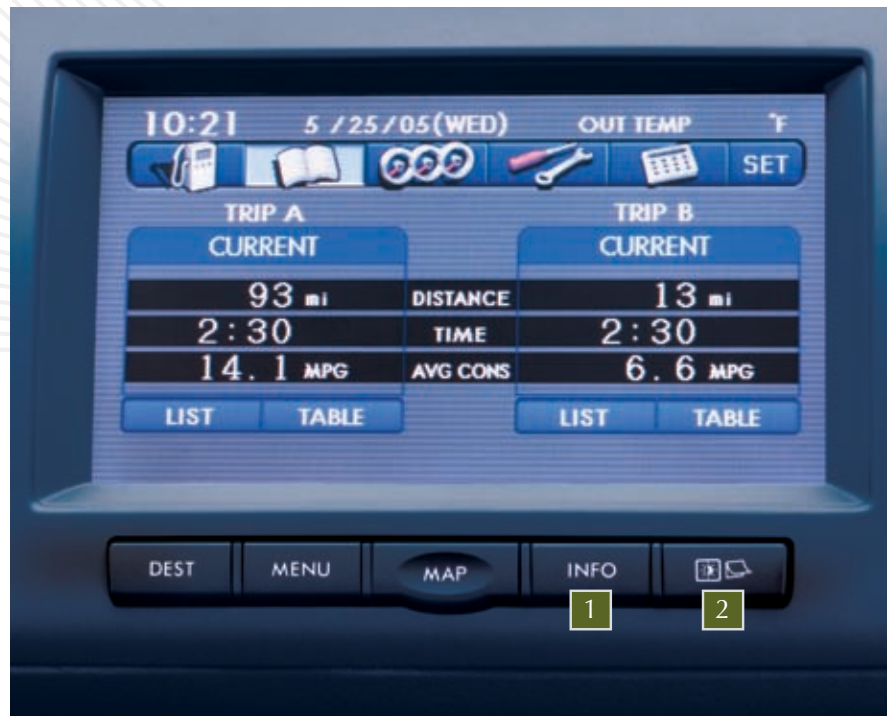 10:21 5 /25/05(WED) OUT TEMP °F
SET
TRIP A TRIP B
CURRENT CURRENT
93 mi DISTANCE 13 mi
2:30 TIME 2:30
14.1 MPG AVG CONS 6.6 MPG
LIST TABLE LIST TABLE
DEST MENU MAP INFO
1 2